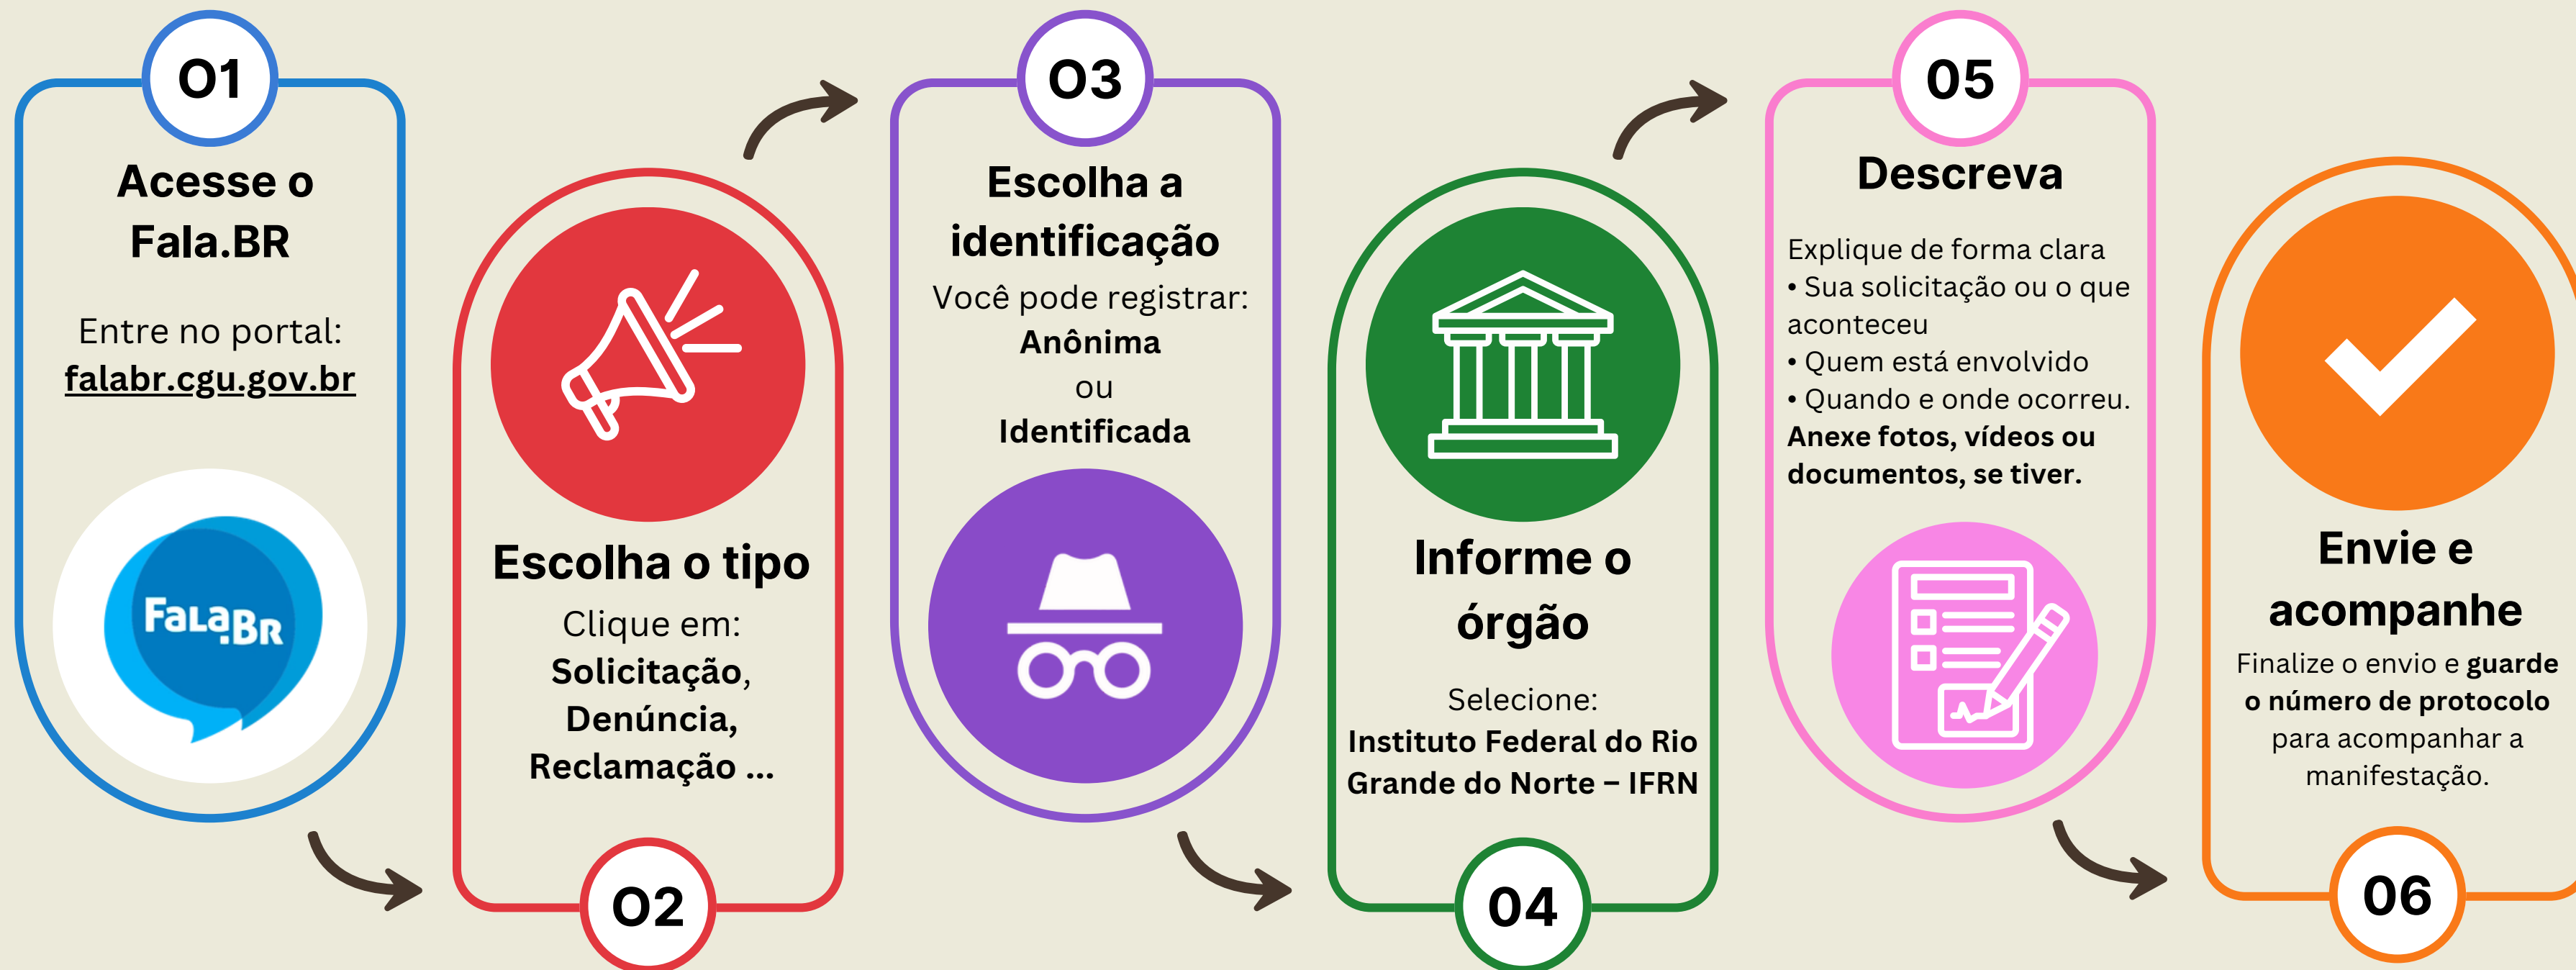 01
Acesse o
Fala.BR
Entre no portal:
falabr.cgu.gov.br
FALA.BR
Escolha o tipo
Clique em:
Solicitação,
Denúncia,
Reclamação ...
02
03
Escolha a
identificação
Você pode registrar:
Anônima
ou
Identificada
Informe o
órgão
Selecione:
Instituto Federal do Rio
Grande do Norte – IFRN
04
05
Descreva
Explique de forma clara
• Sua solicitação ou o que
aconteceu
• Quem está envolvido
• Quando e onde ocorreu.
Anexe fotos, vídeos ou
documentos, se tiver.
Envie e
acompanhe
Finalize o envio e guarde
o número de protocolo
para acompanhar a
manifestação.
06